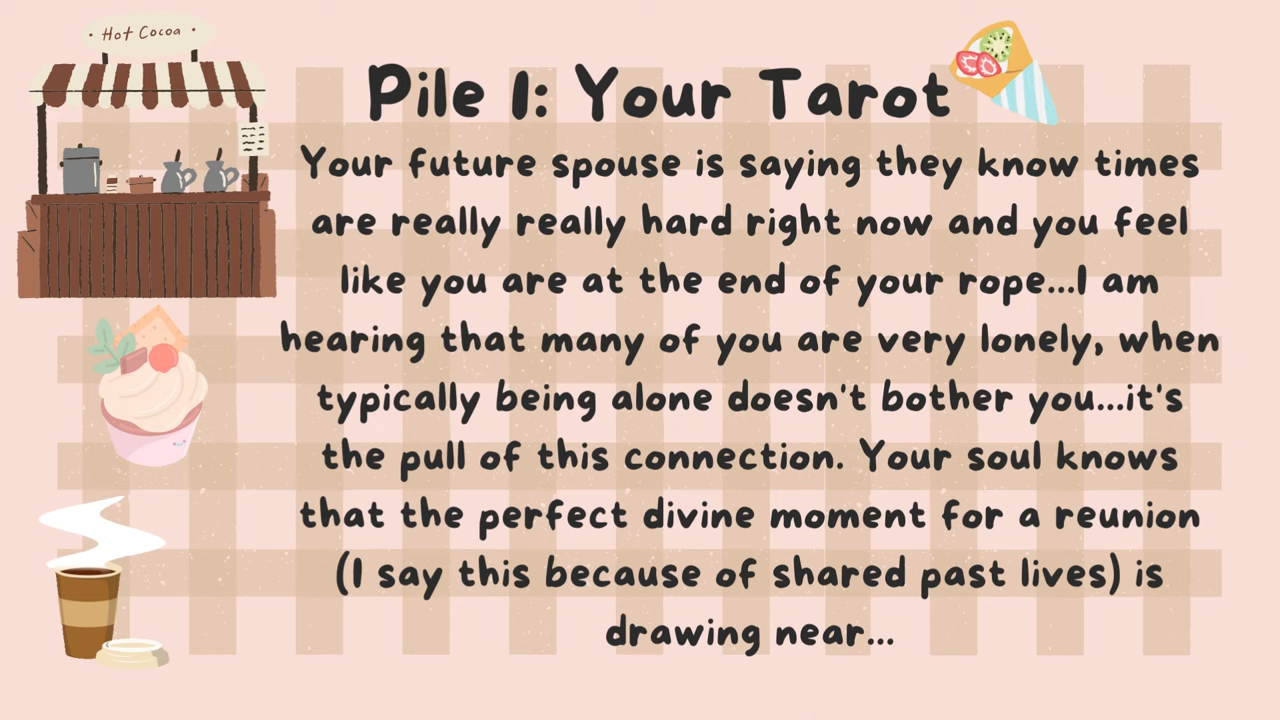 • Hot Cocoa •
Pile 1: Your Tarot
Your future spouse is saying they know times
are really really hard right now and you feel
like you are at the end of your rope...I am
hearing that many of you are very lonely, when
typically being alone doesn't bother you...it's
the pull of this connection. Your soul knows
that the perfect divine moment for a reunion
(I say this because of shared past lives) is
drawing near...